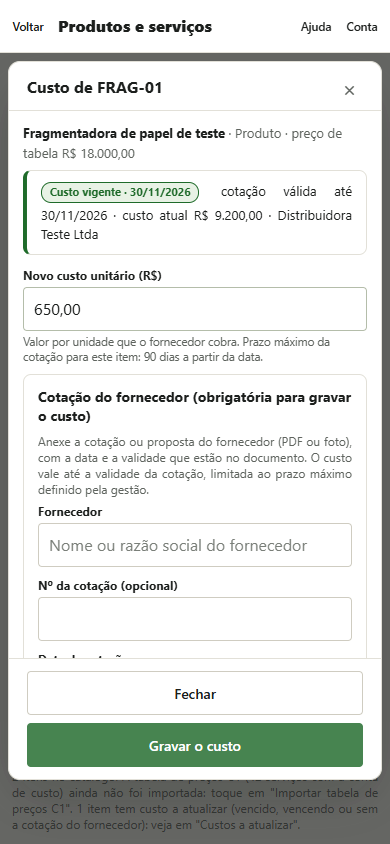 Voltar Produtos e serviços Ajuda Conta
Custo de FRAG-01 ×
Fragmentadora de papel de teste · Produto · preço de
tabela R$ 18.000,00
Custo vigente · 30/11/2026 cotação válida até
30/11/2026 · custo atual R$ 9.200,00 · Distribuidora
Teste Ltda
Novo custo unitário (R$)
650,00
Valor por unidade que o fornecedor cobra. Prazo máximo da
cotação para este item: 90 dias a partir da data.
Cotação do fornecedor (obrigatória para gravar
o custo)
Anexe a cotação ou proposta do fornecedor (PDF ou foto),
com a data e a validade que estão no documento. O custo
vale até a validade da cotação, limitada ao prazo máximo
definido pela gestão.
Fornecedor
Nome ou razão social do fornecedor
Nº da cotação (opcional)
Fechar
Gravar o custo
de custo) ainda não foi importada: toque em "Importar tabela de
preços C1". 1 item tem custo a atualizar (vencido, vencendo ou sem
a cotação do fornecedor): veja em "Custos a atualizar".